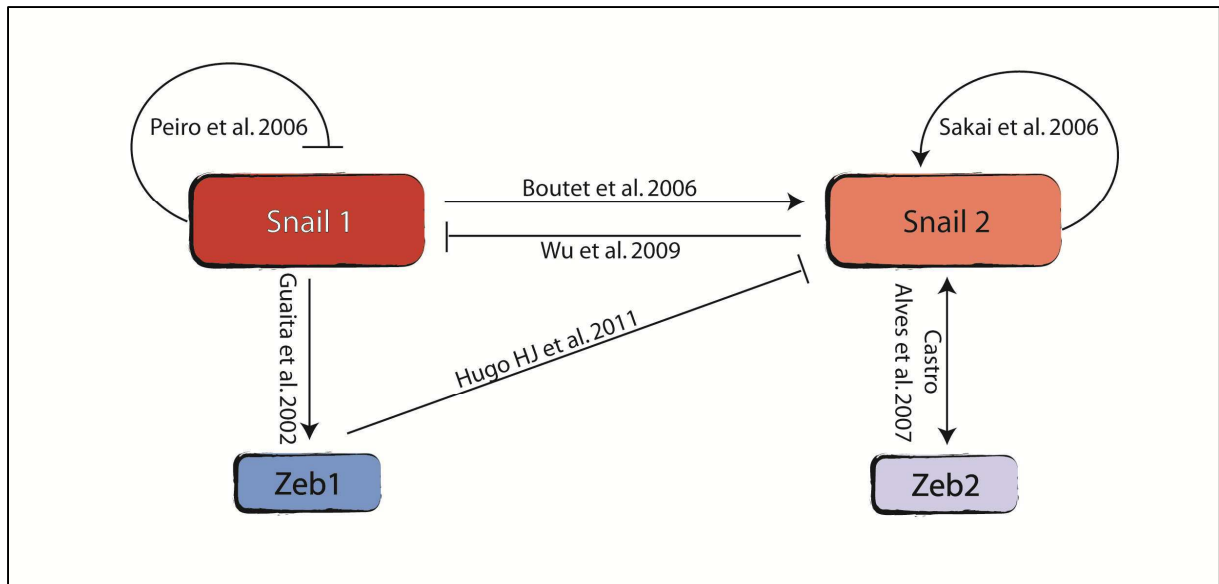 Peiro et al. 2006
Sakai et al. 2006
Snail 1
Boutet et al. 2006
Snail 2
Wu et al. 2009
Guaita et al. 2002
Hugo HJ et al. 2011
Castro
Alves et al. 2007
Zeb1
Zeb2